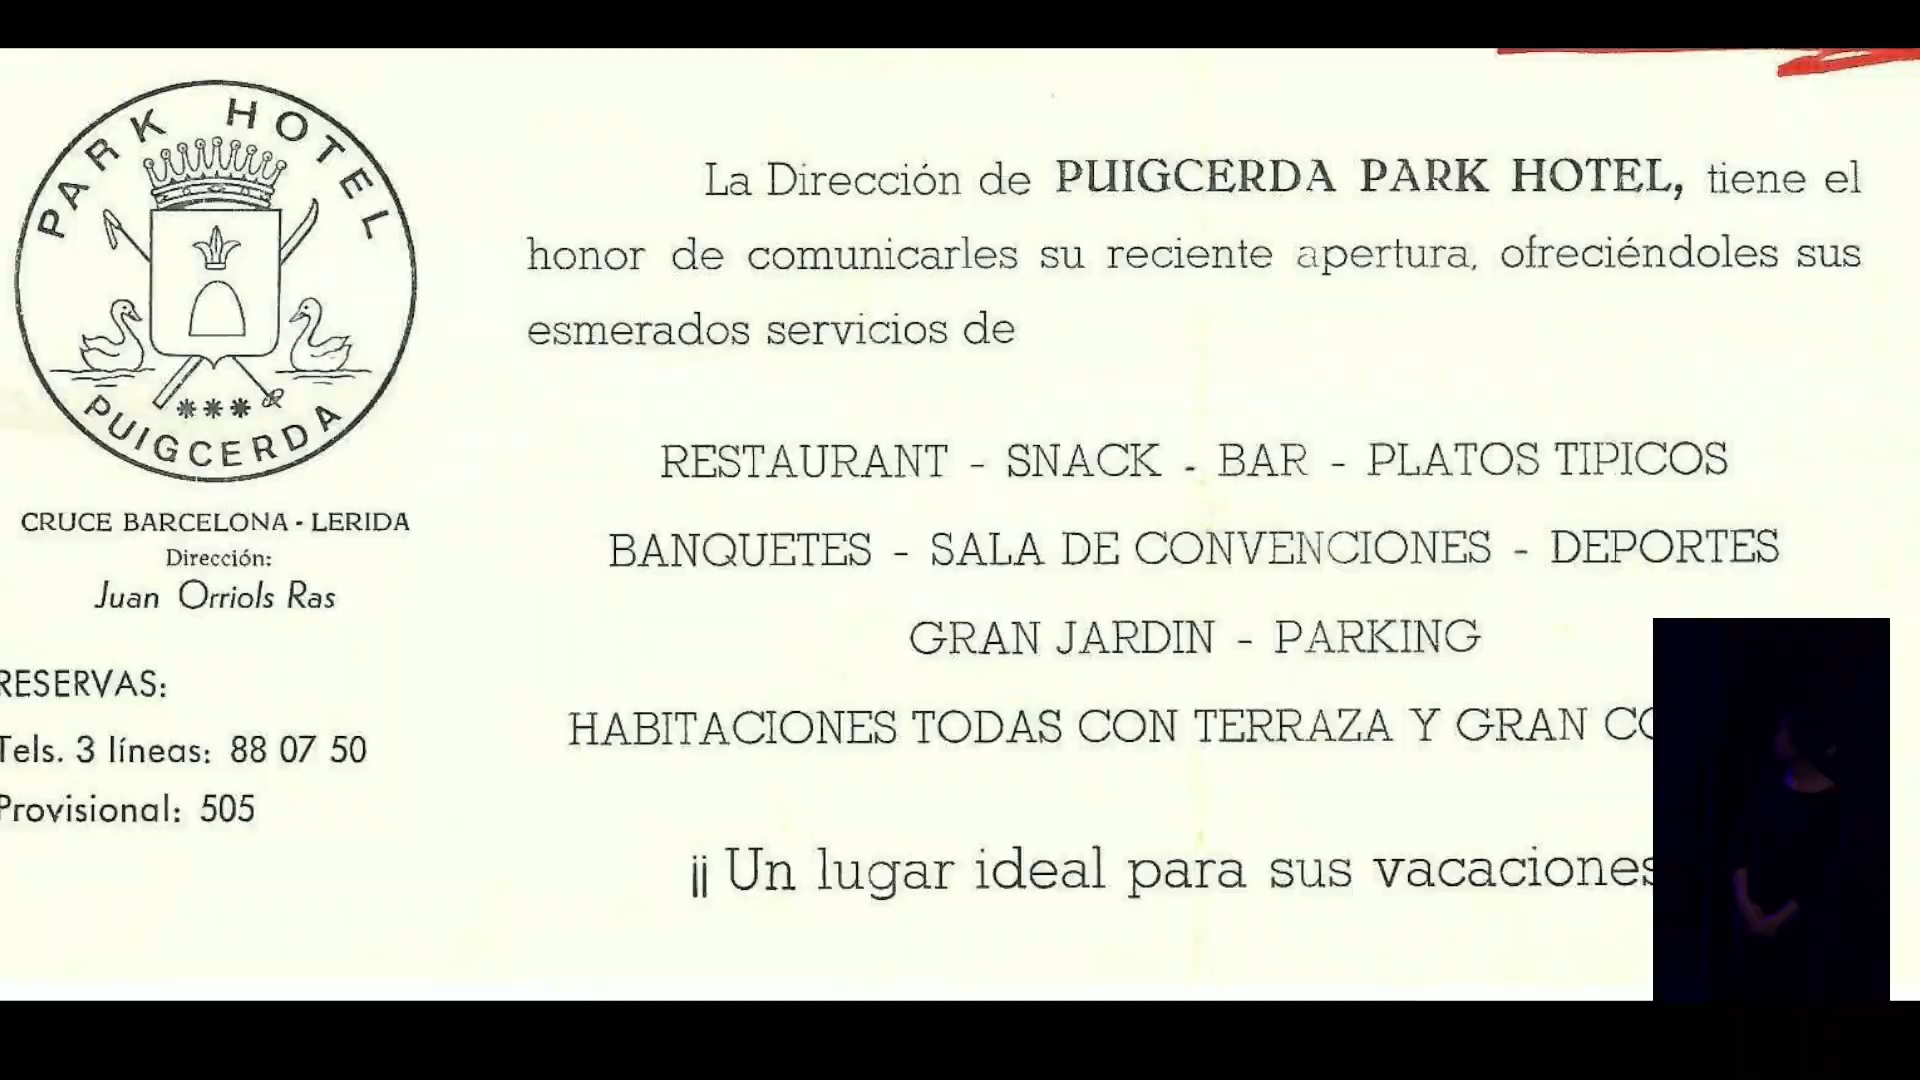 PARK HOTEL
PUIGCERDA
CRUCE BARCELONA - LERIDA
Dirección:
Juan Orriols Ras
RESERVAS:
Tels. 3 líneas: 88 07 50
Provisional: 505
La Dirección de PUIGCERDA PARK HOTEL, tiene el
honor de comunicarles su reciente apertura, ofreciéndoles sus
esmerados servicios de
RESTAURANT - SNACK - BAR - PLATOS TIPICOS
BANQUETES - SALA DE CONVENCIONES - DEPORTES
GRAN JARDIN - PARKING
HABITACIONES TODAS CON TERRAZA Y GRAN
¡¡ Un lugar ideal para sus vacaciones